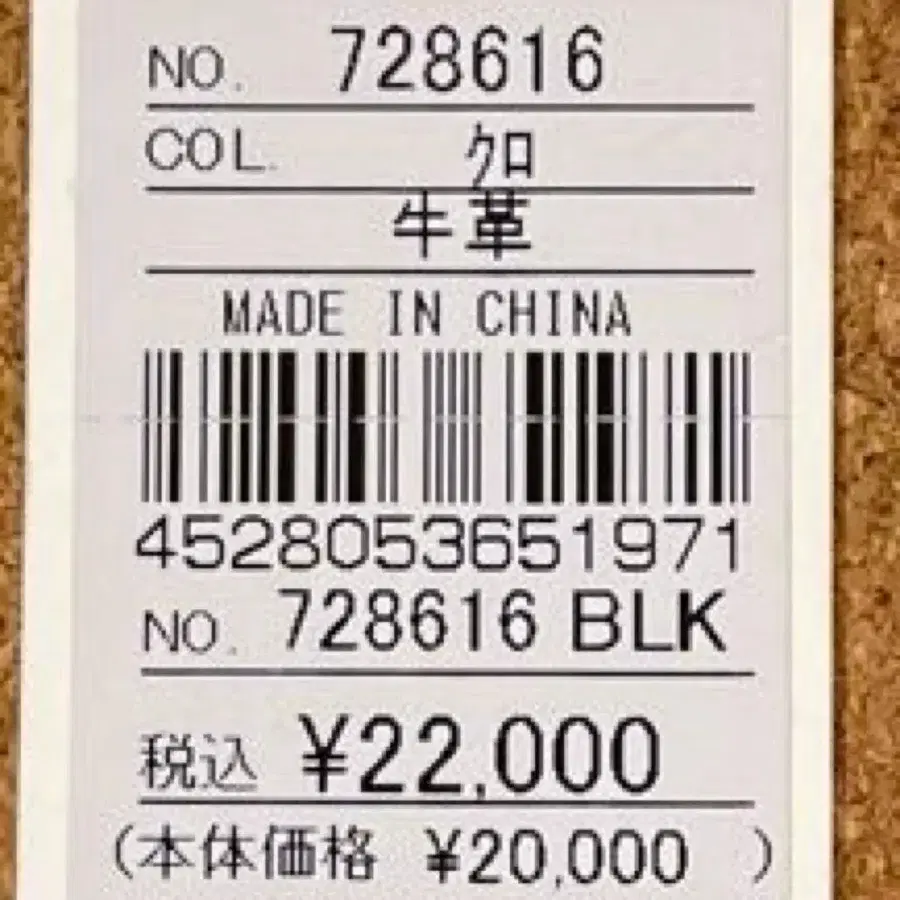 NO. 728616
COL. ｸﾛ
牛革
MADE IN CHINA
4528053651971
NO. 728616 BLK
税込 ¥22,000
(本体価格 ¥20,000 )